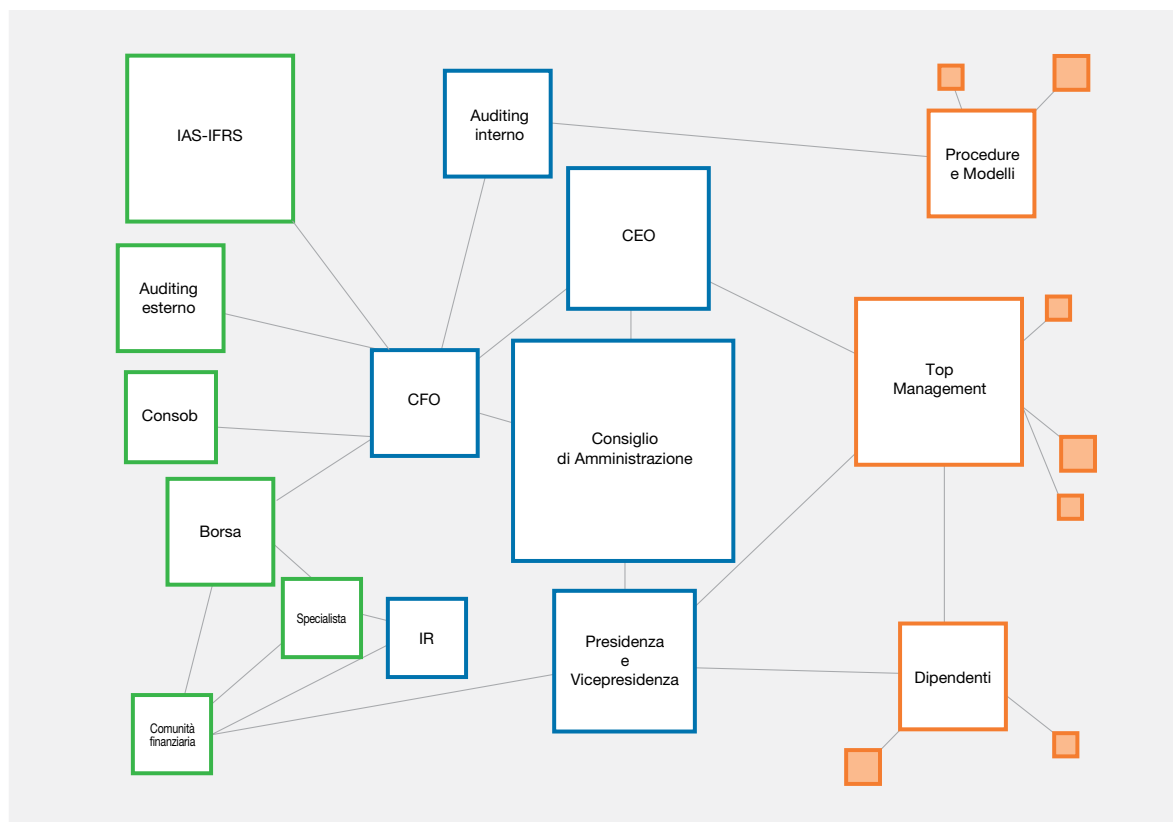 IAS-IFRS
Auditing
interno
Procedure
e Modelli
CEO
Auditing
esterno
Top
Management
CFO
Consob
Consiglio
di Amministrazione
Borsa
Specialista
IR
Presidenza
e
Vicepresidenza
Dipendenti
Comunità
finanziaria